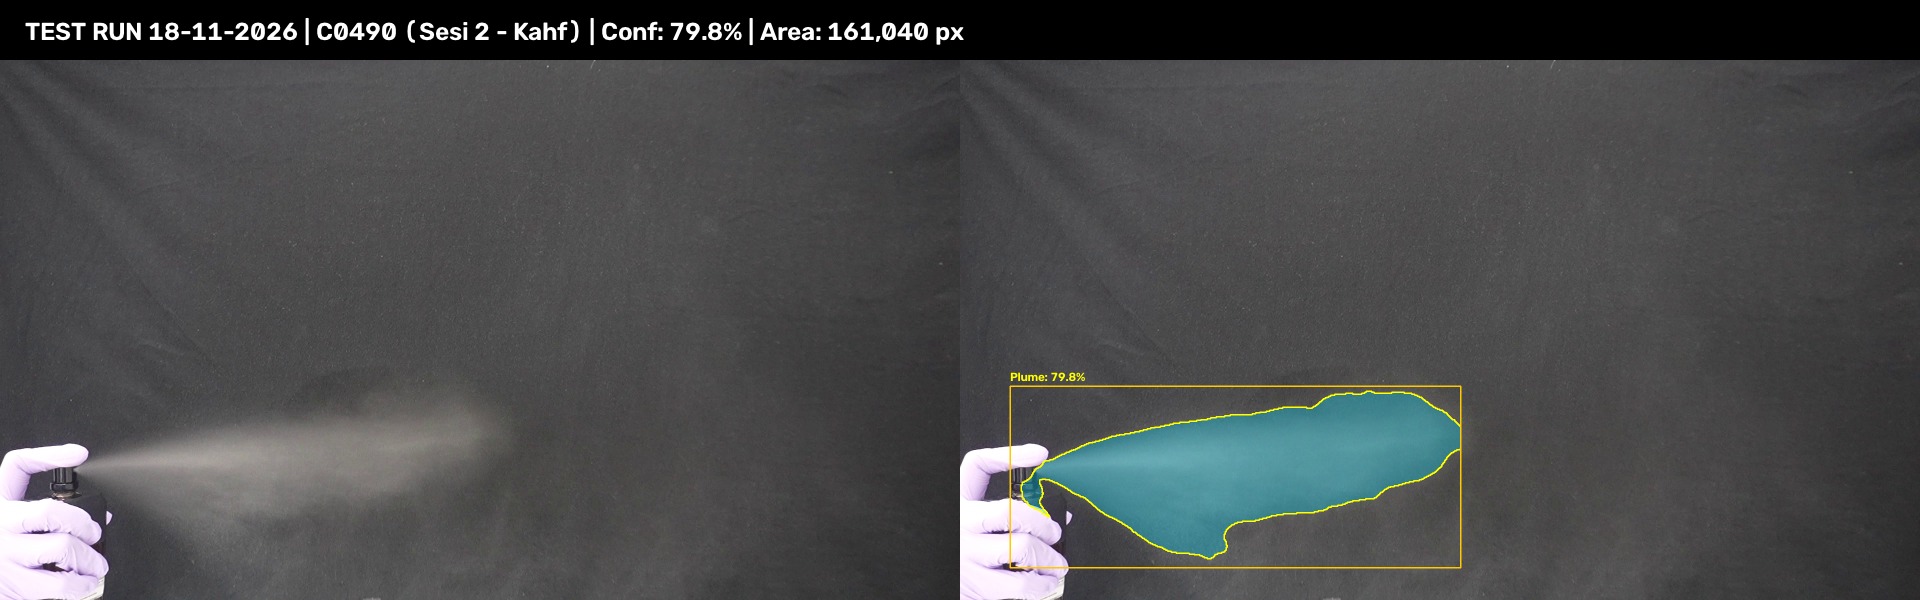 TEST RUN 18-11-2026 | C0490 (Sesi 2 - Kahf) | Conf: 79.8% | Area: 161,040 px
Plume: 79.8%